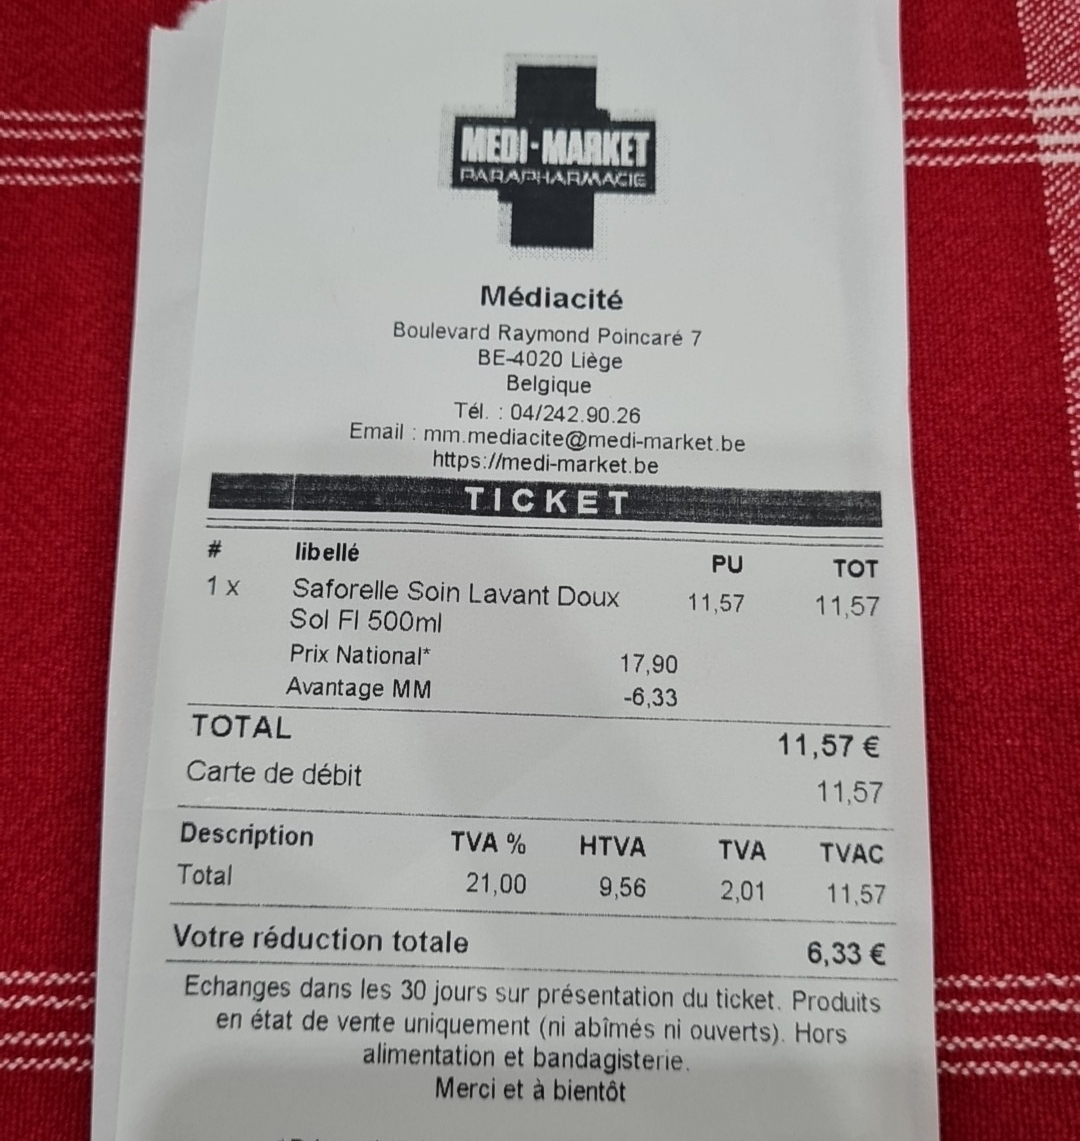 MEDI-MARKET
PARAPHARMACIE
Médiacité
Boulevard Raymond Poincaré 7
BE-4020 Liège
Belgique
Tél. : 04/242.90.26
Email : mm.mediacite@medi-market.be
https://medi-market.be
TICKET
# libellé PU TOT
1 x Saforelle Soin Lavant Doux 11,57 11,57
Sol Fl 500ml
Prix National* 17,90
Avantage MM -6,33
TOTAL 11,57 €
Carte de débit 11,57
Description TVA % HTVA TVA TVAC
Total 21,00 9,56 2,01 11,57
Votre réduction totale 6,33 €
Echanges dans les 30 jours sur présentation du ticket. Produits
en état de vente uniquement (ni abîmés ni ouverts). Hors
alimentation et bandagisterie.
Merci et à bientôt